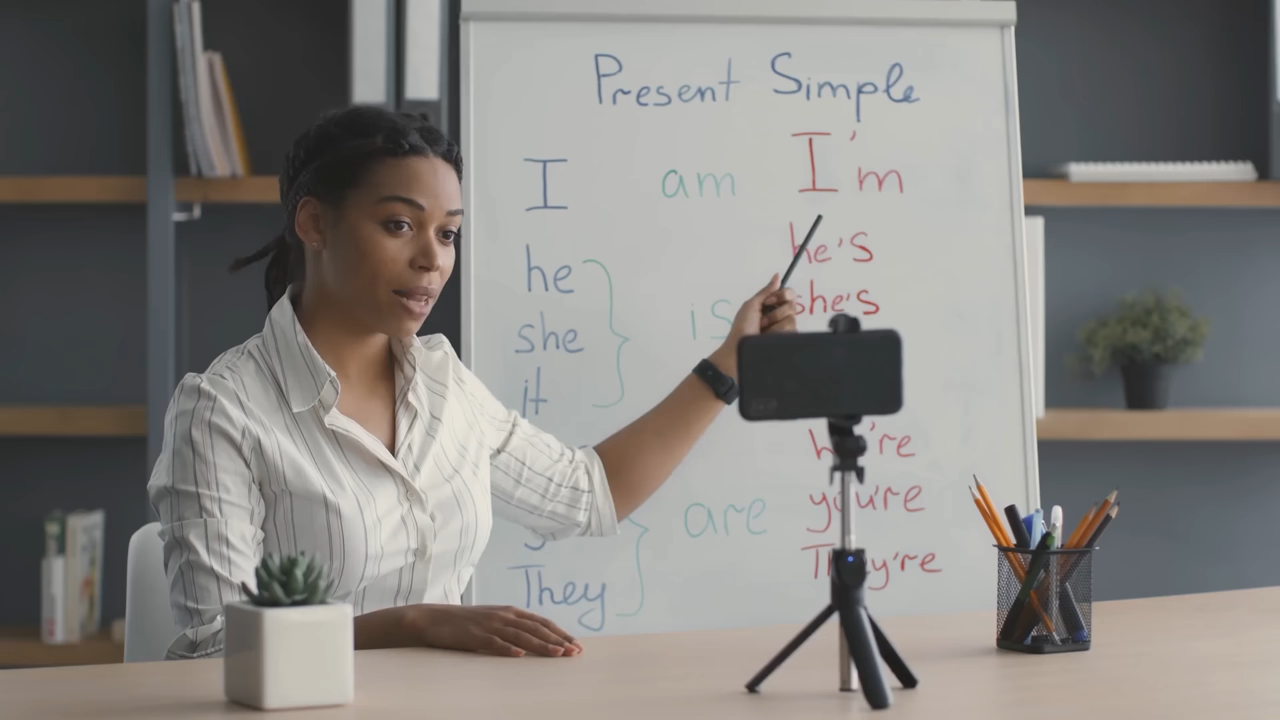 Present Simple
I am I'm
he he's
she is she's
it
are you're
They They're